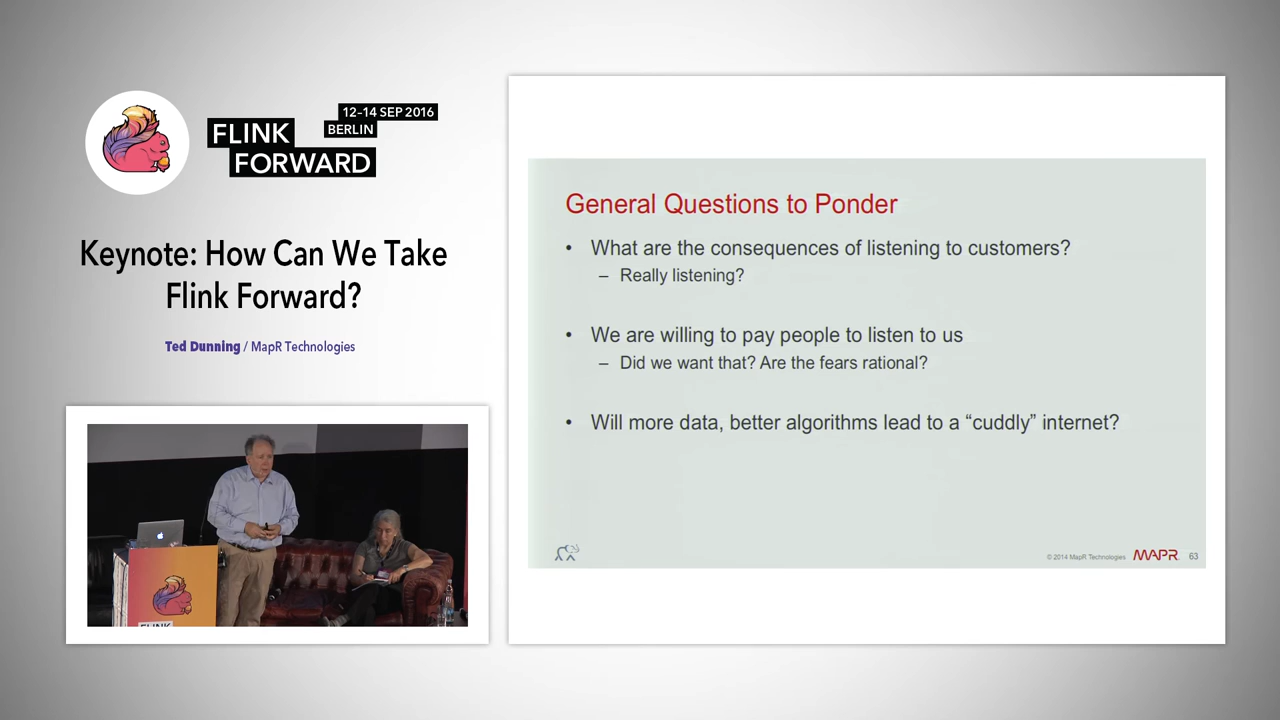 12–14 SEP 2016
BERLIN
FLINK
FORWARD
Keynote: How Can We Take
Flink Forward?
Ted Dunning / MapR Technologies
FLINK
General Questions to Ponder
• What are the consequences of listening to customers?
– Really listening?
• We are willing to pay people to listen to us
– Did we want that? Are the fears rational?
• Will more data, better algorithms lead to a “cuddly” internet?
© 2014 MapR Technologies MAPR 63